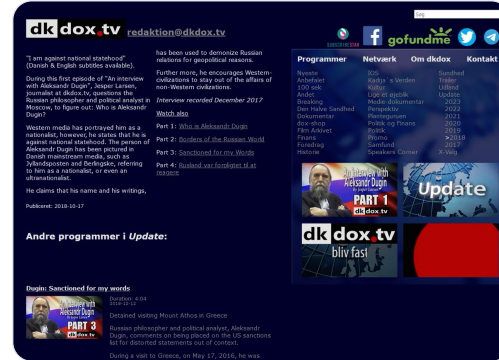 Søg
dk dox.tv redaktion@dkdox.tv
SUBSCRIBESTAR
gofundme
"I am against national statehood"
(Danish & English subtitles available).
During this first episode of "An interview
with Aleksandr Dugin", Jesper Larsen,
journalist at dkdox.tv, questions the
Russian philosopher and political analyst in
Moscow, to figure out: Who is Aleksandr
Dugin?
Western media has portrayed him as a
nationalist, however, he states that he is
against national statehood. The person of
Aleksandr Dugin has been pictured in
Danish mainstream media, such as
Jyllandsposten and Berlingske, referring
to him as a nationalist, or even an
ultranationalist.
He claims that his name and his writings,
has been used to demonize Russian
relations for geopolitical reasons.
Further more, he encourages Western-
civilizations to stay out of the affairs of
non-Western civilizations.
Interview recorded December 2017
Watch also
Part 1: Who is Aleksandr Dugin
Part 2: Borders of the Russian World
Part 3: Sanctioned for my Words
Part 4: Rusland var foreligtet til at
reagere
Publiceret: 2018-10-17
Programmer Netværk Om dkdox Kontakt
Nyeste IOS Sundhed
Anbefalet Kadja´s Verden Trailer
100 sek Kultur Udland
Andet Lige et øjeblik Update
Breaking Medie-dokumentar 2023
Den Halve Sandhed Perspektiv 2022
Dokumentar Planteguruen 2021
dox-shop Politik og Finans 2020
Film Arkivet Politik 2019
Finans Promo >2018
Foredrag Samfund 2017
Historie Speakers Corner X-Valg
An Interview with
Aleksandr Dugin
By Jesper Larsen
PART 1
dk dox.tv
Update
dk dox.tv
bliv fast
Andre programmer i Update:
Dugin: Sanctioned for my words
An Interview with
Aleksandr Dugin
PART 3
dk dox.tv
Duration: 4:04
2018-12-12
Detained visiting Mount Athos in Greece
Russian philosopher and political analyst, Aleksandr
Dugin, comments on being placed on the US sanctions
list for distorted statements out of context.
During a visit to Greece, on May 17, 2016, he was